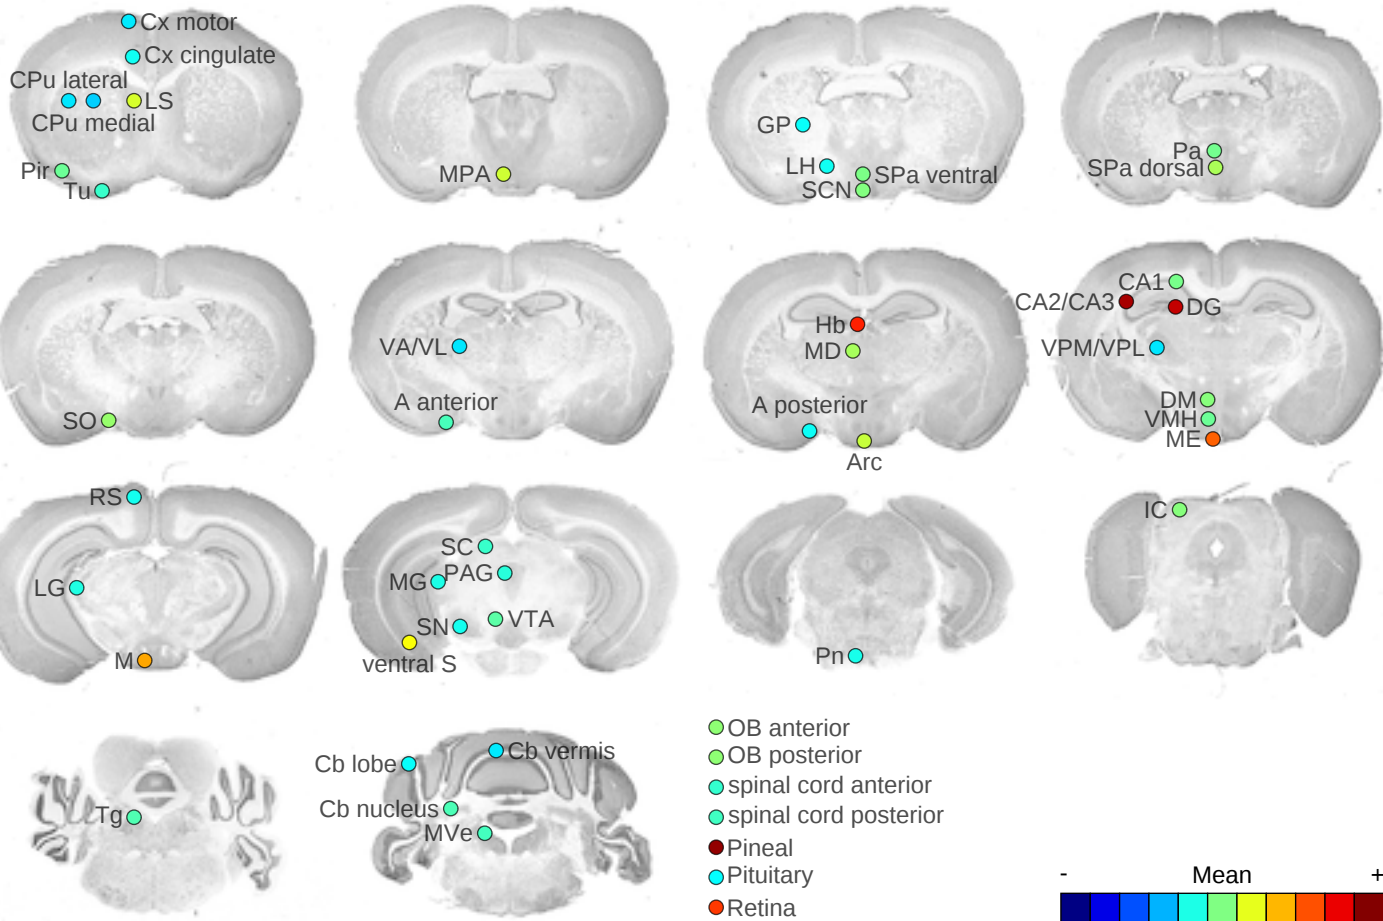 Cx motor
Cx cingulate
CPu lateral
LS
CPu medial
Pir
Tu
MPA
GP
LH
SPa ventral
SCN
Pa
SPa dorsal
SO
VA/VL
A anterior
Hb
MD
A posterior
Arc
CA1
CA2/CA3
DG
VPM/VPL
DM
VMH
ME
RS
LG
M
SC
PAG
MG
VTA
SN
ventral S
Pn
IC
Tg
Cb lobe
Cb vermis
Cb nucleus
MVe
OB anterior
OB posterior
spinal cord anterior
spinal cord posterior
Pineal
Pituitary
Retina
- Mean +